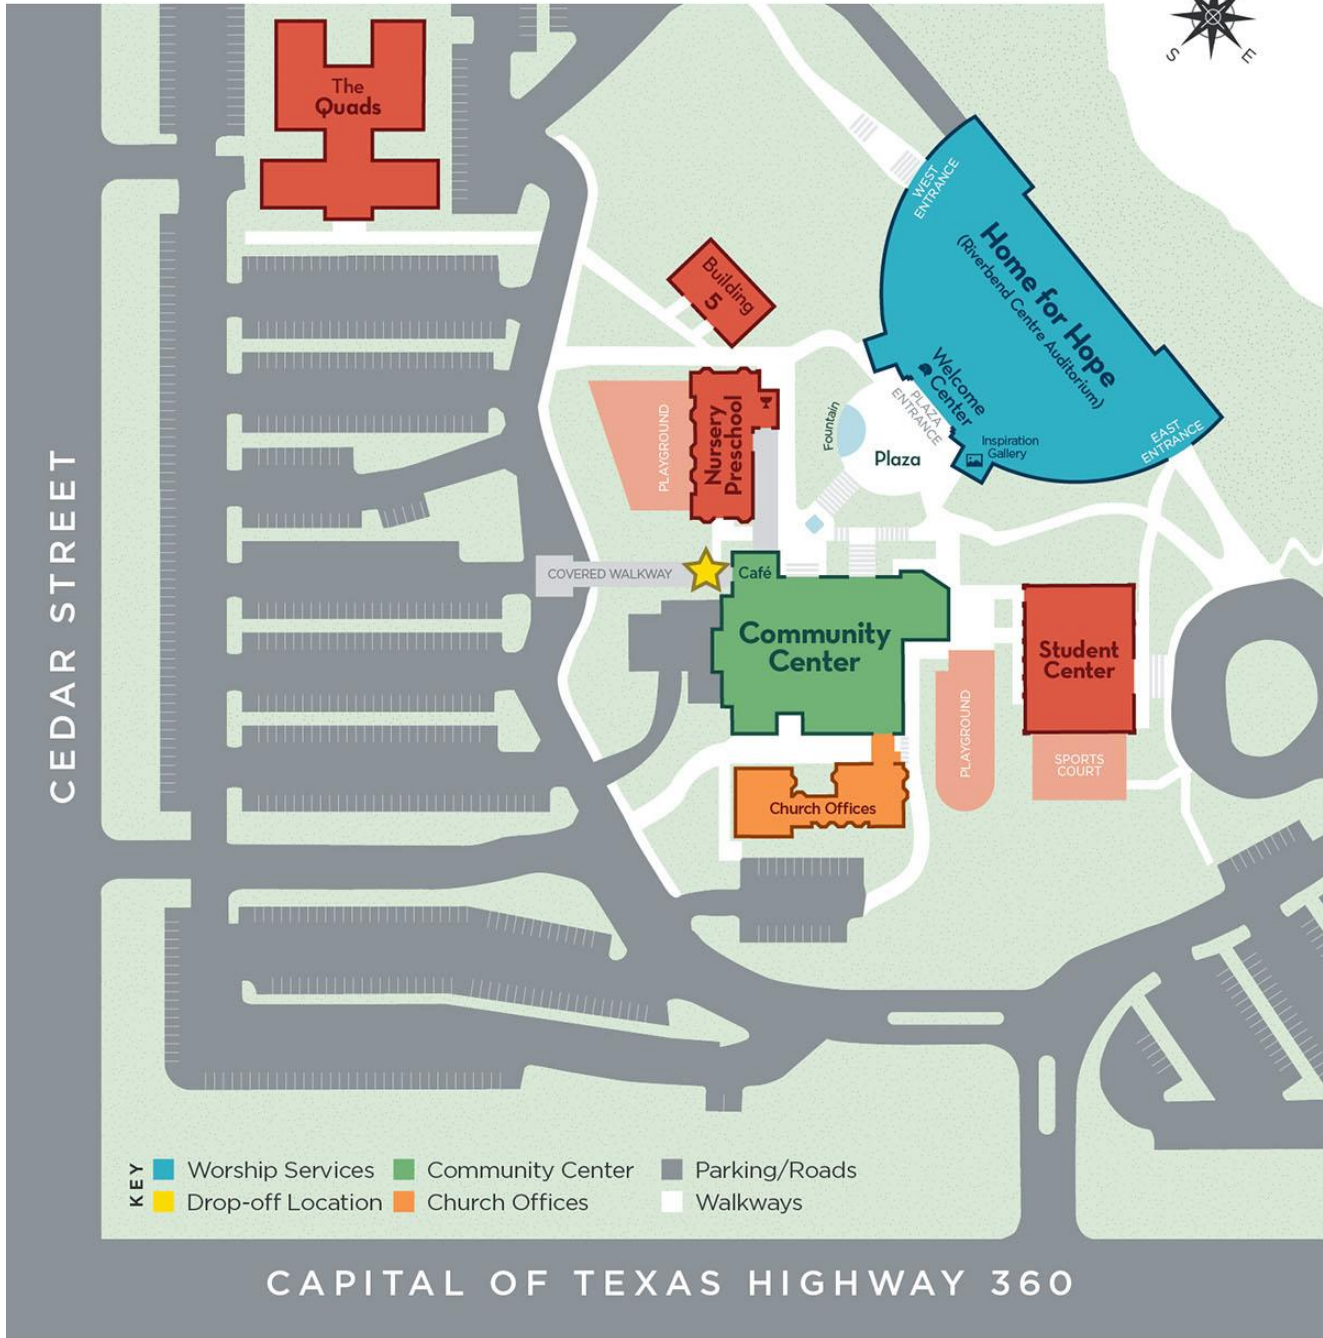 S
E
The
Quads
WEST
ENTRANCE
Home for Hope
(Riverbend Centre Auditorium)
Building
5
Welcome
Center
PLAZA
ENTRANCE
Fountain
Plaza
Inspiration
Gallery
EAST
ENTRANCE
PLAYGROUND
Nursery
Preschool
COVERED WALKWAY
Café
Community
Center
Student
Center
PLAYGROUND
SPORTS
COURT
Church Offices
CEDAR STREET
KEY
Worship Services
Community Center
Parking/Roads
Drop-off Location
Church Offices
Walkways
CAPITAL OF TEXAS HIGHWAY 360